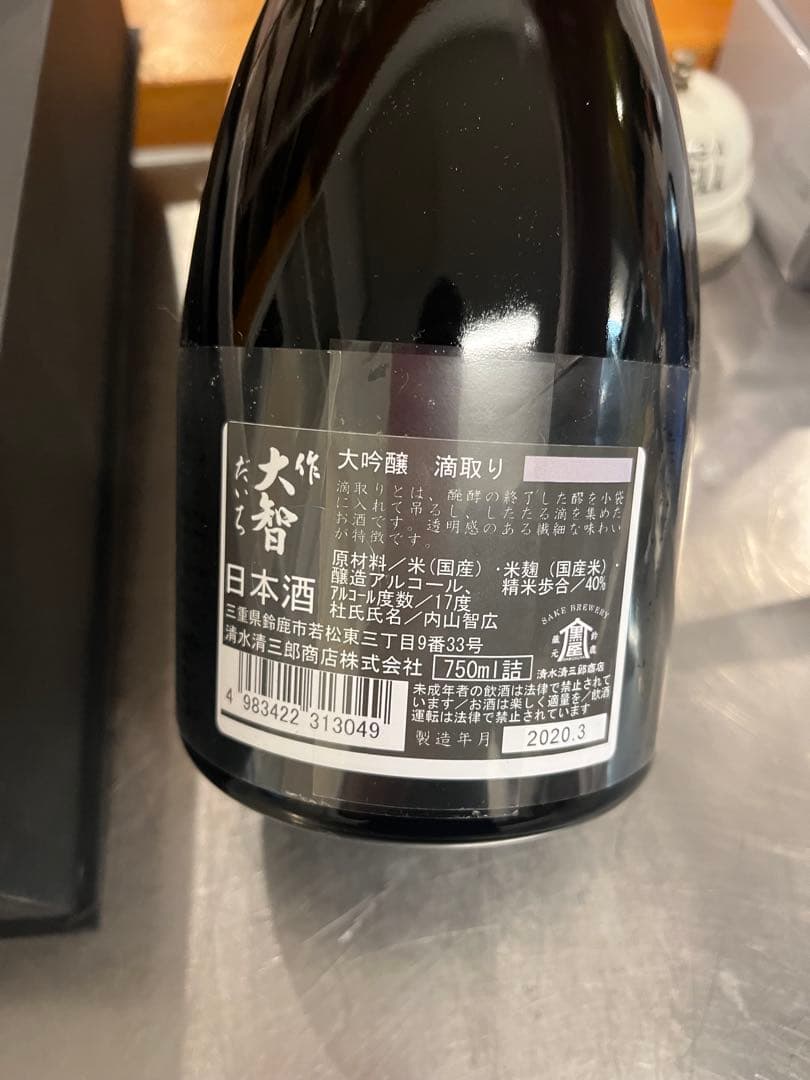 作
大智
だいち
大吟醸 滴取り
滴取りとは、醗酵の終了した醪を小袋
に入れて吊るし、したたる滴を集めた
お酒です。透明感のある繊細な味わい
が特徴です。
日本酒
原材料/米(国産)・米麹(国産米)・
醸造アルコール、精米歩合/40%
アルコール度数/17度
杜氏氏名/内山智広
三重県鈴鹿市若松東三丁目9番33号
清水清三郎商店株式会社 750ml詰
SAKE BREWERY
蔵元 鈴鹿
清水清三郎商店
4 983422 313049
未成年者の飲酒は法律で禁止されて
います/お酒は楽しく適量を/飲酒
運転は法律で禁止されています
製造年月 2020.3